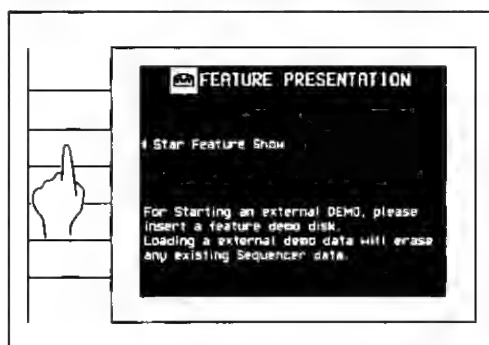 FEATURE PRESENTATION
Star Feature Show
For Starting an external DEMO, please
insert a feature demo disk.
Loading a external demo data will erase
any existing Sequencer data.